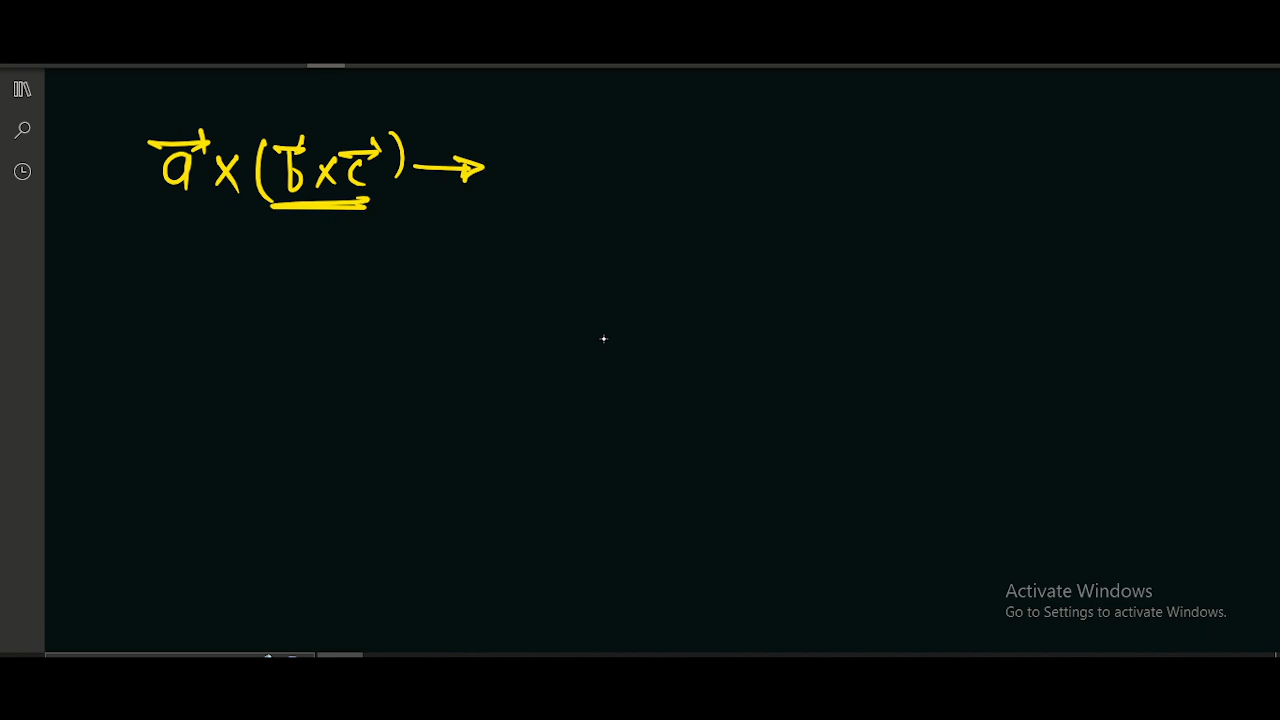 a⃗ x (b⃗ x c⃗) →
Activate Windows
Go to Settings to activate Windows.